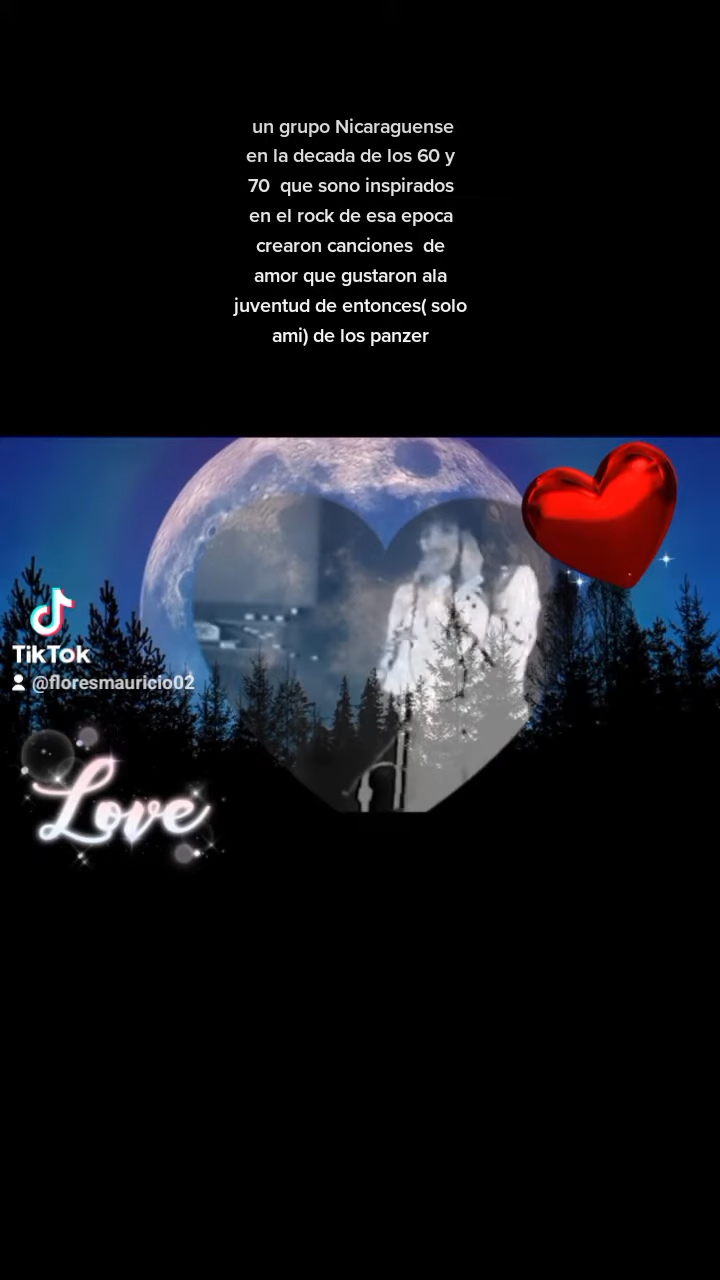 un grupo Nicaraguense
en la decada de los 60 y
70  que sono inspirados
en el rock de esa epoca
crearon canciones  de
amor que gustaron ala
juventud de entonces( solo
ami) de los panzer
TikTok
@floresmauricio02
Love